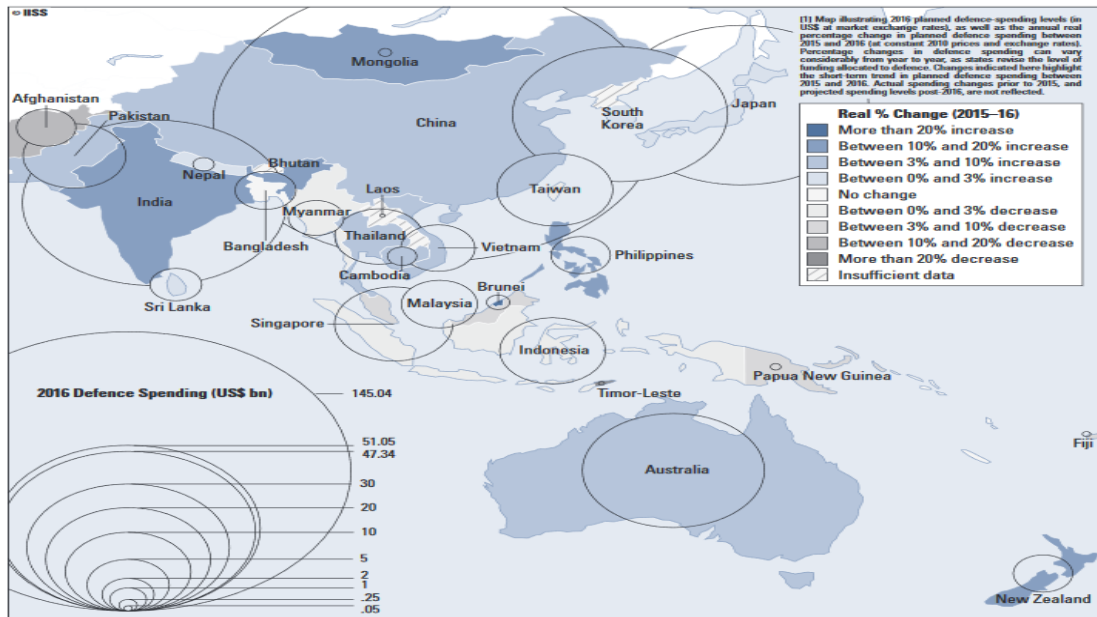 © IISS
[1] Map illustrating 2016 planned defence-spending levels (in
US$ at market exchange rates), as well as the annual real
percentage change in planned defence spending between
2015 and 2016 (at constant 2010 prices and exchange rates).
Percentage changes in defence spending can vary
considerably from year to year, as states revise the level of
funding allocated to defence. Changes indicated here highlight
the short-term trend in planned defence spending between
2015 and 2016. Actual spending changes prior to 2015, and
projected spending levels post-2016, are not reflected.
Real % Change (2015–16)
More than 20% increase
Between 10% and 20% increase
Between 3% and 10% increase
Between 0% and 3% increase
No change
Between 0% and 3% decrease
Between 3% and 10% decrease
Between 10% and 20% decrease
More than 20% decrease
Insufficient data
Mongolia
Afghanistan
Pakistan
China
South
Korea
Japan
Nepal
Bhutan
India
Laos
Taiwan
Myanmar
Bangladesh
Thailand
Vietnam
Philippines
Cambodia
Sri Lanka
Brunei
Malaysia
Singapore
Indonesia
Papua New Guinea
Timor-Leste
Fiji
Australia
New Zealand
2016 Defence Spending (US$ bn)
145.04
51.05
47.34
30
20
10
5
2
1
.25
.05